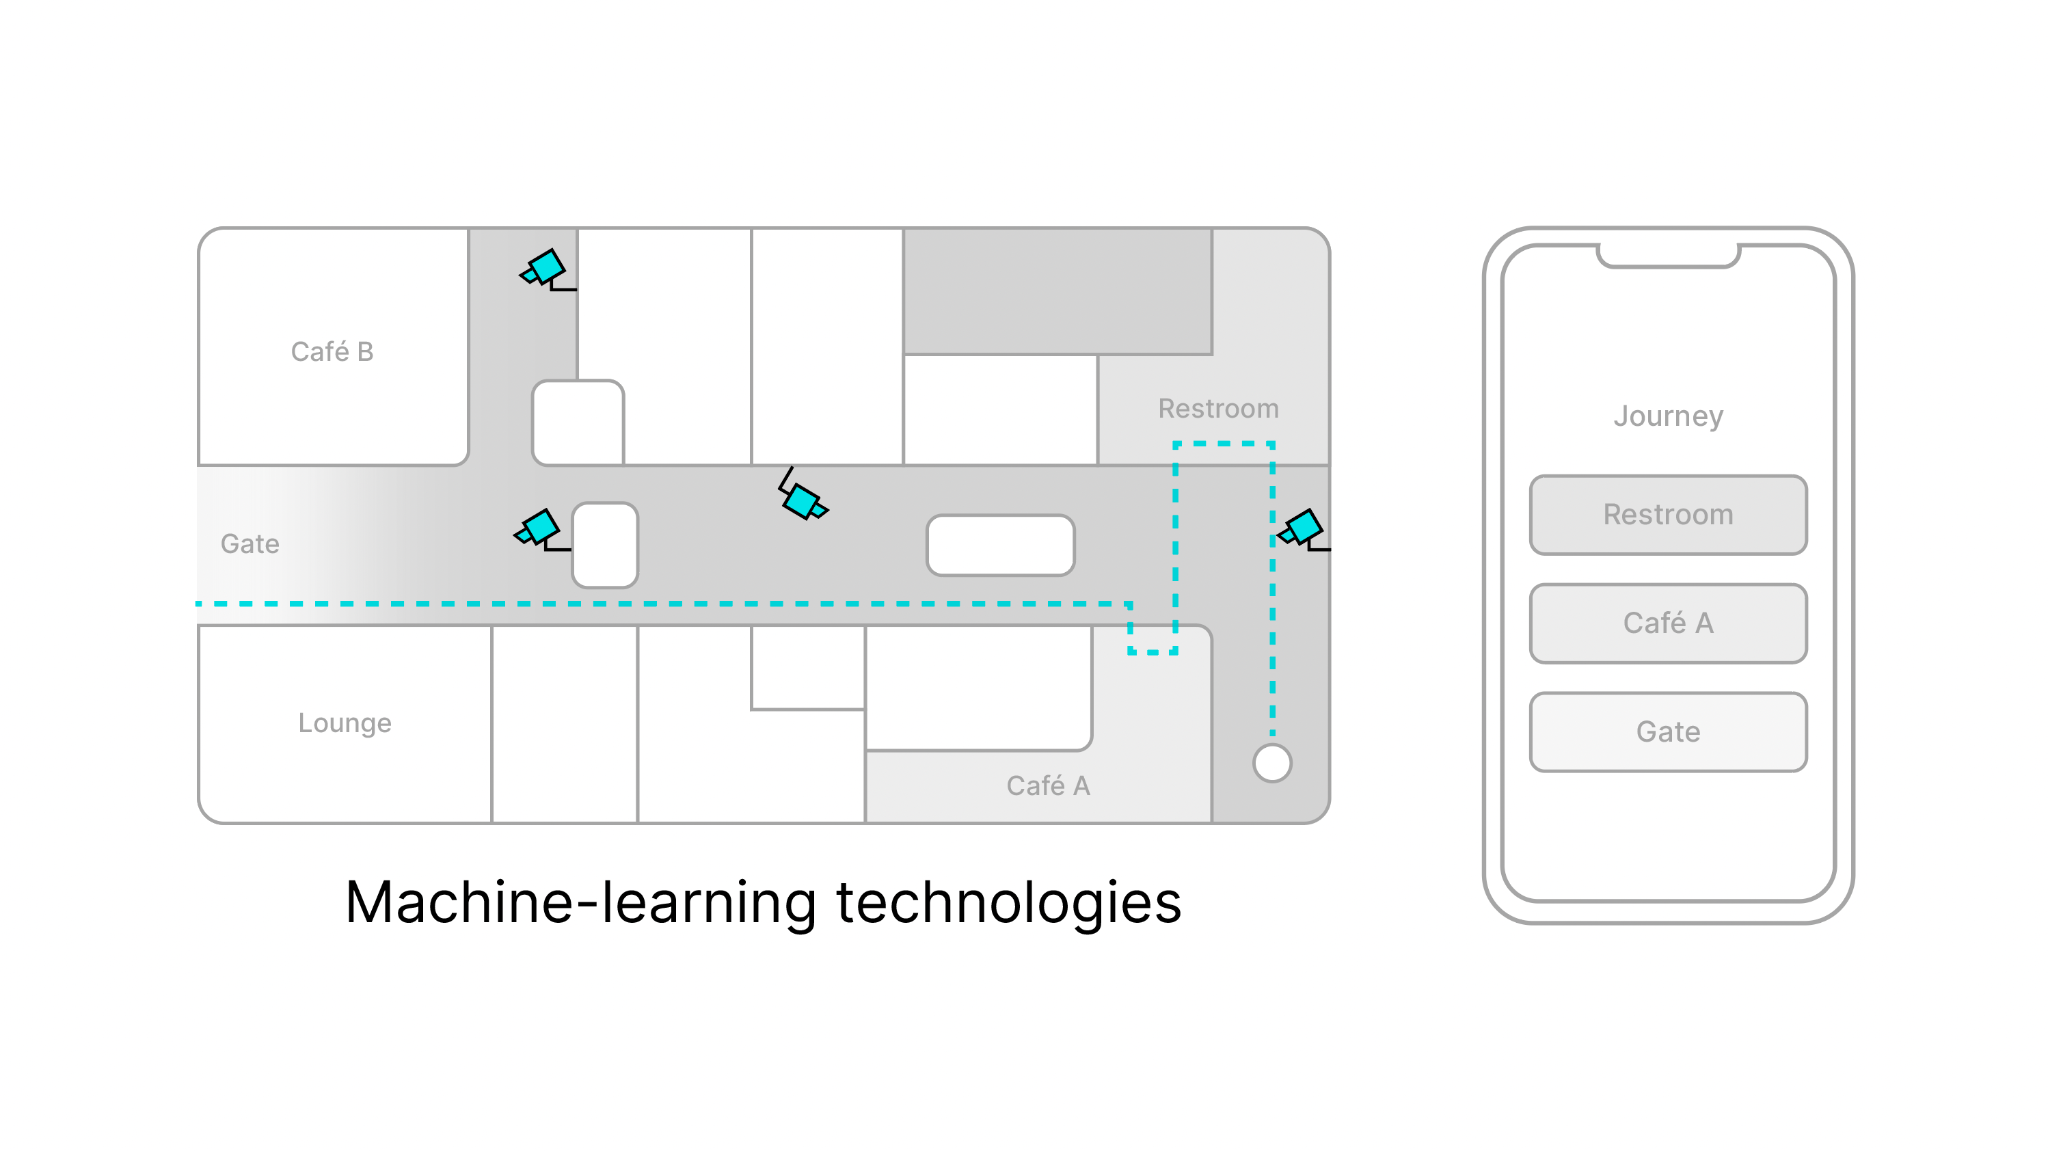 Café B
Restroom
Gate
Lounge
Café A
Machine-learning technologies
Journey
Restroom
Café A
Gate